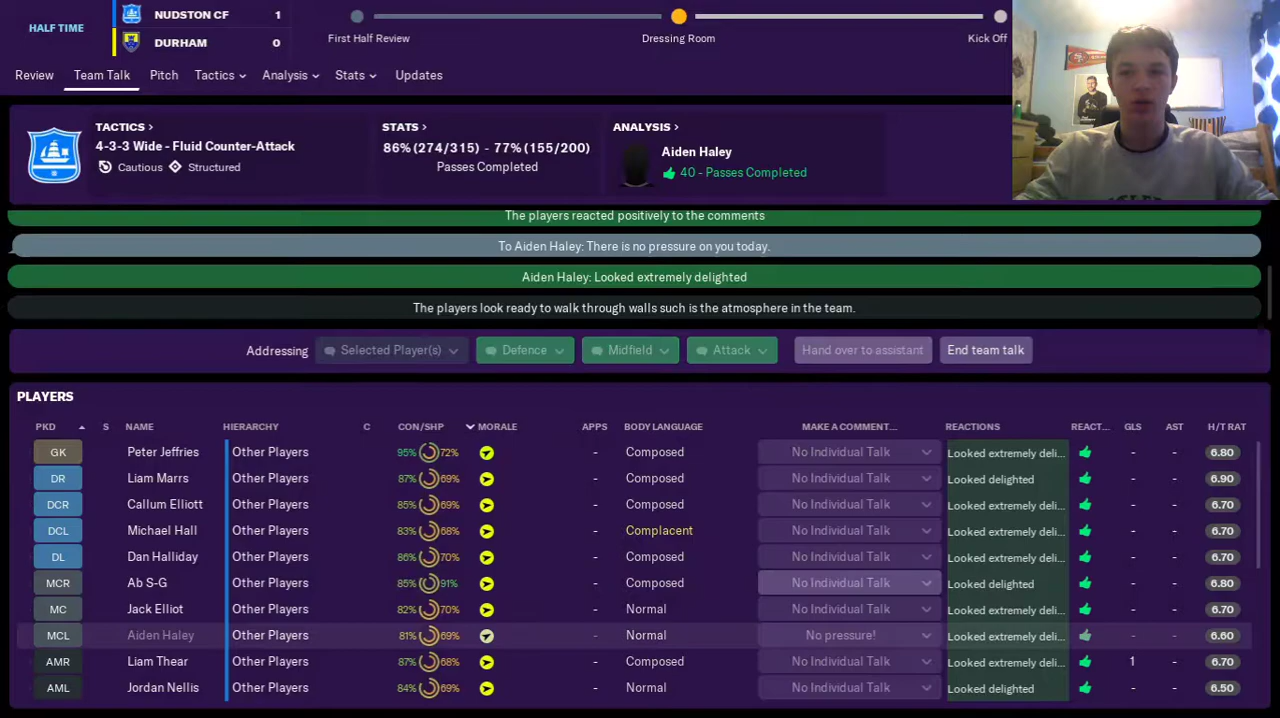 HALF TIME
NUDSTON CF 1
DURHAM 0
First Half Review
Dressing Room
Kick Off
Review Team Talk Pitch Tactics Analysis Stats Updates
TACTICS >
4-3-3 Wide - Fluid Counter-Attack
Cautious Structured
STATS >
86% (274/315) - 77% (155/200)
Passes Completed
ANALYSIS >
Aiden Haley
40 - Passes Completed
The players reacted positively to the comments
To Aiden Haley: There is no pressure on you today.
Aiden Haley: Looked extremely delighted
The players look ready to walk through walls such is the atmosphere in the team.
Addressing Selected Player(s) Defence Midfield Attack Hand over to assistant End team talk
PLAYERS
PKD S NAME HIERARCHY C CON/SHP MORALE APPS BODY LANGUAGE MAKE A COMMENT... REACTIONS REACT... GLS AST H/T RAT
GK Peter Jeffries Other Players 95% 72% - Composed No Individual Talk Looked extremely deli... - - 6.80
DR Liam Marrs Other Players 87% 69% - Composed No Individual Talk Looked delighted - - 6.90
DCR Callum Elliott Other Players 85% 69% - Composed No Individual Talk Looked extremely deli... - - 6.70
DCL Michael Hall Other Players 83% 68% - Complacent No Individual Talk Looked extremely deli... - - 6.70
DL Dan Halliday Other Players 86% 70% - Composed No Individual Talk Looked extremely deli... - - 6.70
MCR Ab S-G Other Players 85% 91% - Composed No Individual Talk Looked delighted - - 6.80
MC Jack Elliot Other Players 82% 70% - Normal No Individual Talk Looked extremely deli... - - 6.70
MCL Aiden Haley Other Players 81% 69% - Normal No pressure! Looked extremely deli... - - 6.60
AMR Liam Thear Other Players 87% 68% - Composed No Individual Talk Looked extremely deli... 1 - 6.70
AML Jordan Nellis Other Players 84% 69% - Normal No Individual Talk Looked delighted - - 6.50